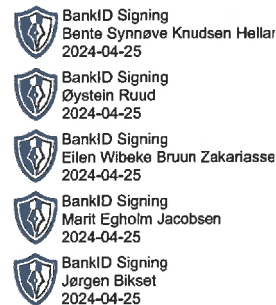 BankID Signing
Bente Synnøve Knudsen Hellan
2024-04-25
BankID Signing
Øystein Ruud
2024-04-25
BankID Signing
Eilen Wibeke Bruun Zakariasse
2024-04-25
BankID Signing
Marit Egholm Jacobsen
2024-04-25
BankID Signing
Jørgen Bikset
2024-04-25